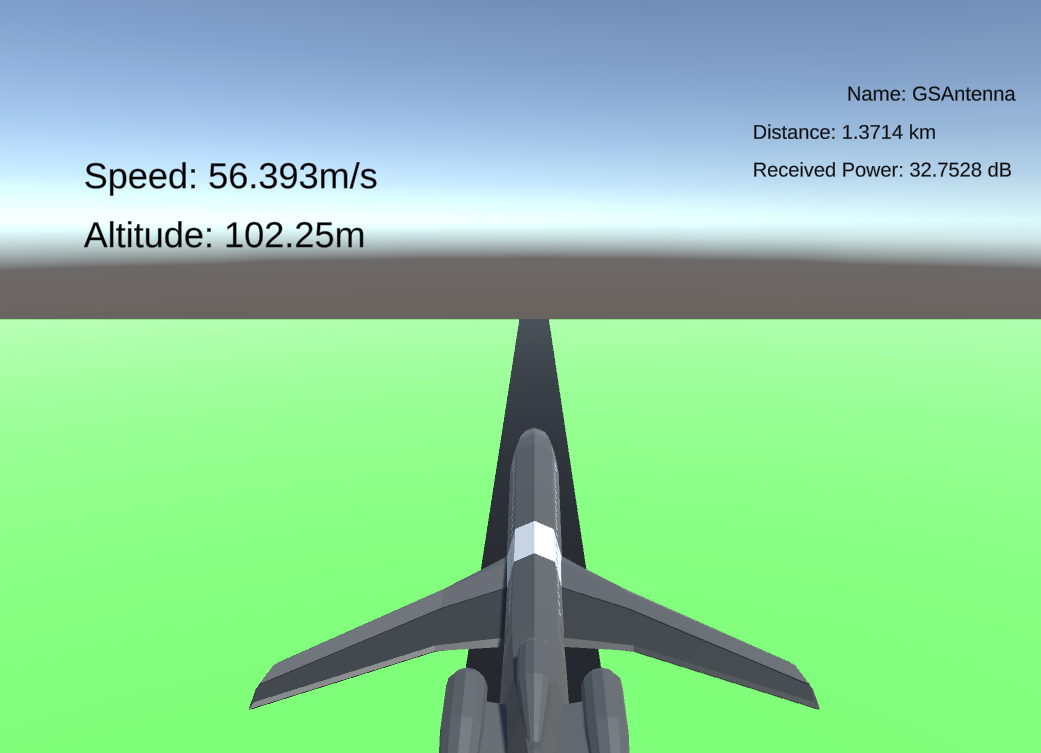 Name: GSAntenna
Distance: 1.3714 km
Received Power: 32.7528 dB
Speed: 56.393m/s
Altitude: 102.25m